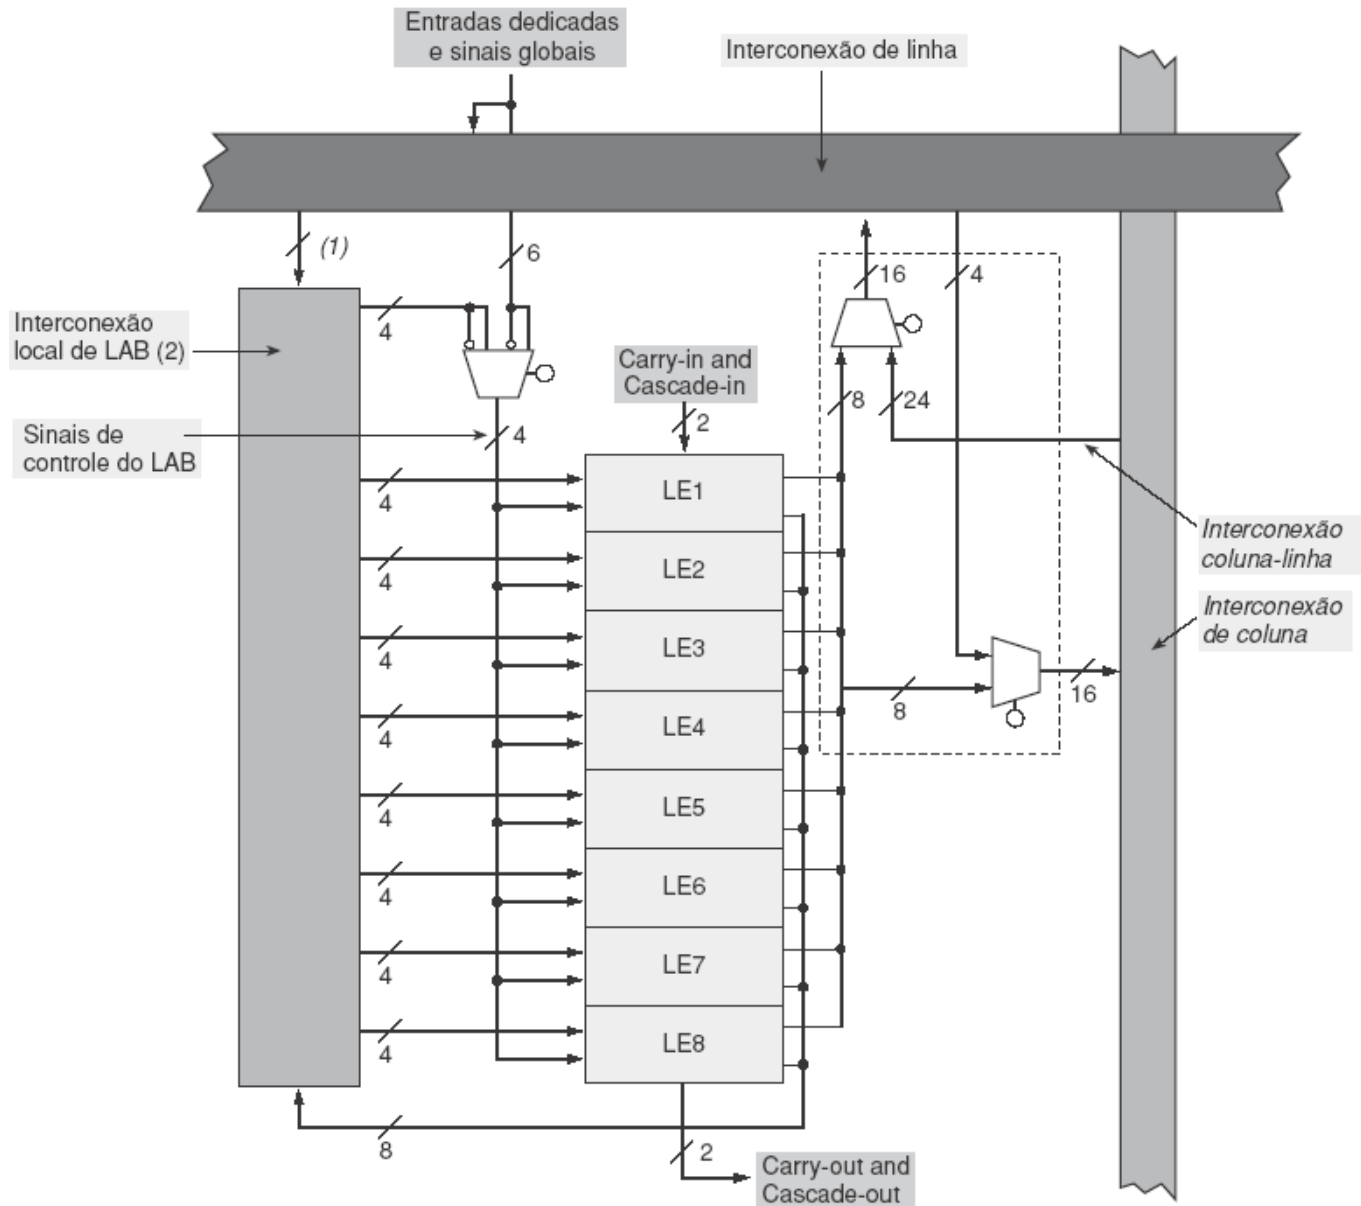 Entradas dedicadas
e sinais globais
Interconexão de linha
(1)
6
16
4
4
Interconexão
local de LAB (2)
Carry-in and
Cascade-in
2
8
24
Sinais de
controle do LAB
4
4
LE1
Interconexão
coluna-linha
4
LE2
Interconexão
de coluna
4
LE3
8
16
4
LE4
4
LE5
4
LE6
4
LE7
4
LE8
8
2
Carry-out and
Cascade-out